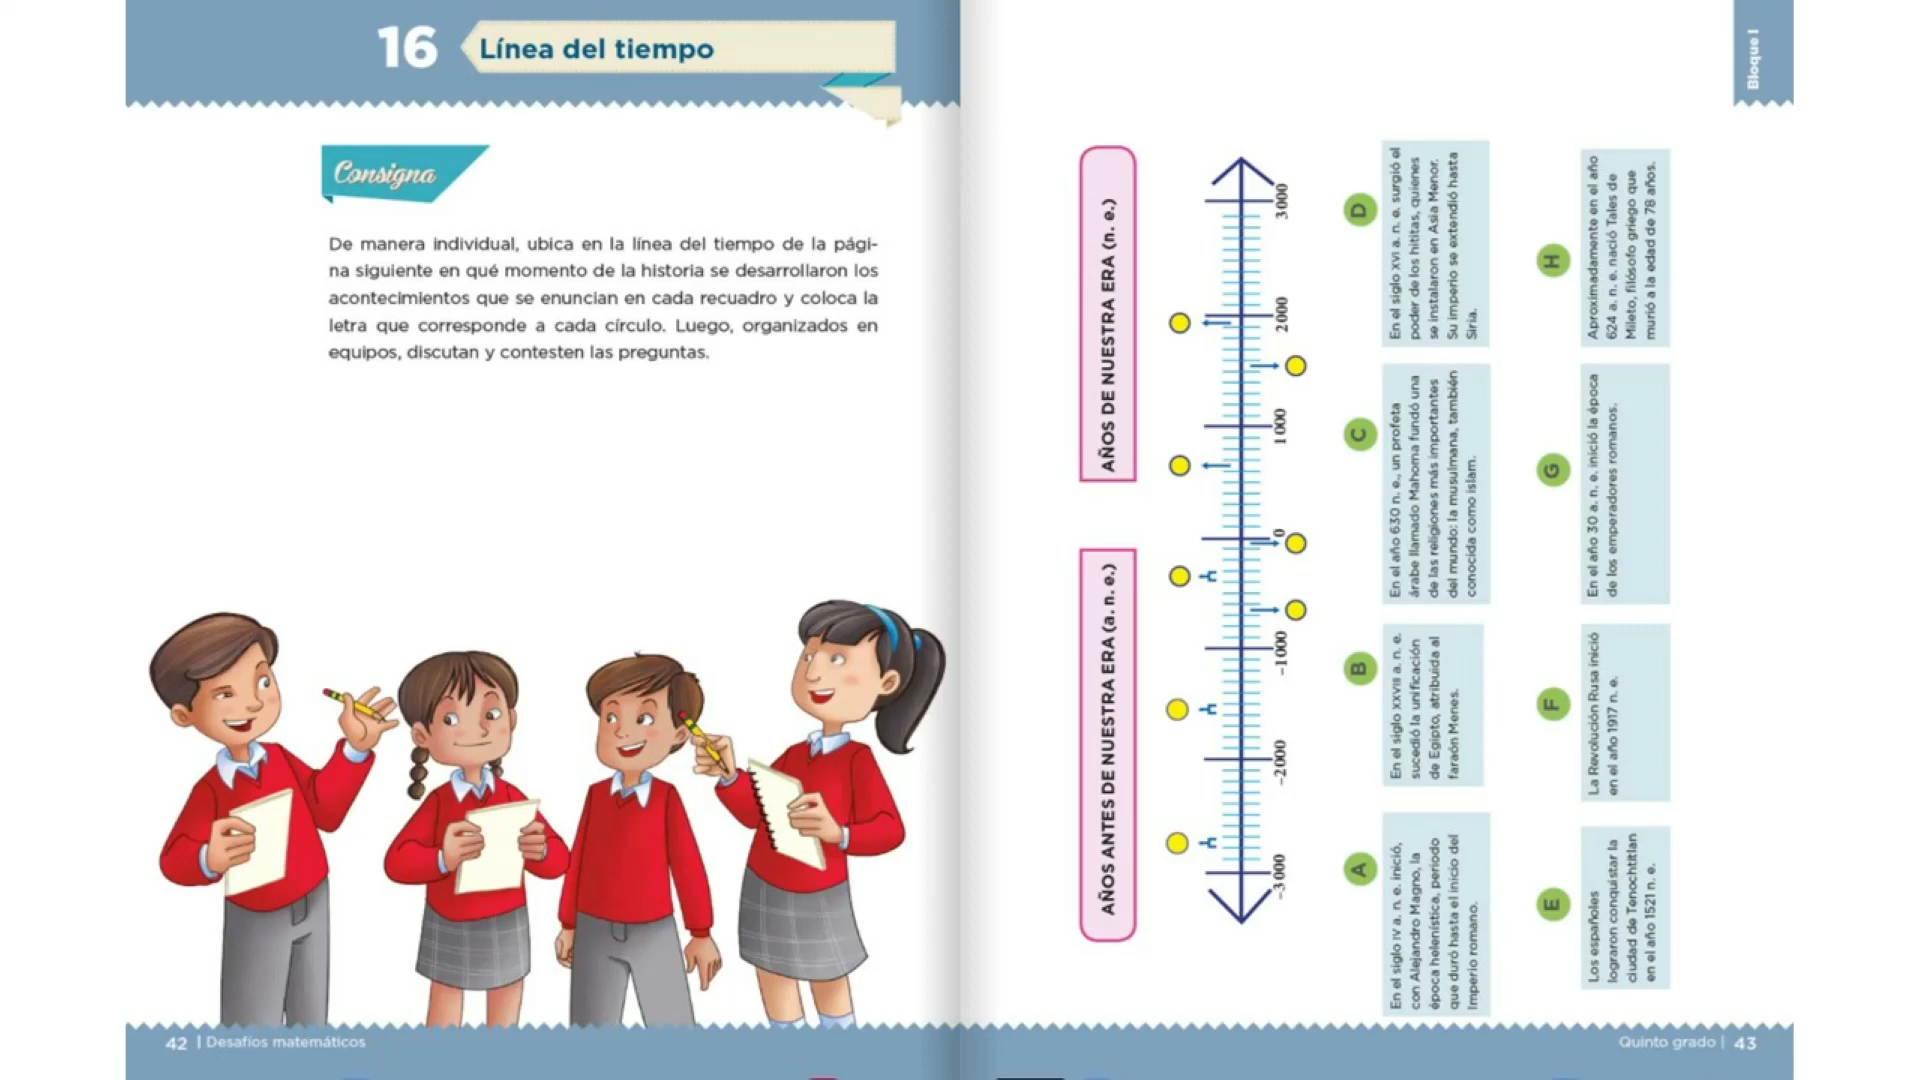 16
Línea del tiempo
Consigna
De manera individual, ubica en la línea del tiempo de la pági-
na siguiente en qué momento de la historia se desarrollaron los
acontecimientos que se enuncian en cada recuadro y coloca la
letra que corresponde a cada círculo. Luego, organizados en
equipos, discutan y contesten las preguntas.
42 | Desafíos matemáticos
Bloque I
AÑOS ANTES DE NUESTRA ERA (a. n. e.)
AÑOS DE NUESTRA ERA (n. e.)
-3 000
-2000
-1000
0
1 000
2 000
3 000
A
En el siglo IV a. n. e. inició,
con Alejandro Magno, la
época helenística, periodo
que duró hasta el inicio del
Imperio romano.
B
En el siglo XXVIII a. n. e.
sucedió la unificación
de Egipto, atribuida al
faraón Menes.
C
En el año 630 n. e., un profeta
árabe llamado Mahoma fundó una
de las religiones más importantes
del mundo: la musulmana, también
conocida como islam.
D
En el siglo XVI a. n. e. surgió el
poder de los hititas, quienes
se instalaron en Asia Menor.
Su imperio se extendió hasta
Siria.
E
Los españoles
lograron conquistar la
ciudad de Tenochtitlan
en el año 1521 n. e.
F
La Revolución Rusa inició
en el año 1917 n. e.
G
En el año 30 a. n. e. inició la época
de los emperadores romanos.
H
Aproximadamente en el año
624 a. n. e. nació Tales de
Mileto, filósofo griego que
murió a la edad de 78 años.
Quinto grado | 43